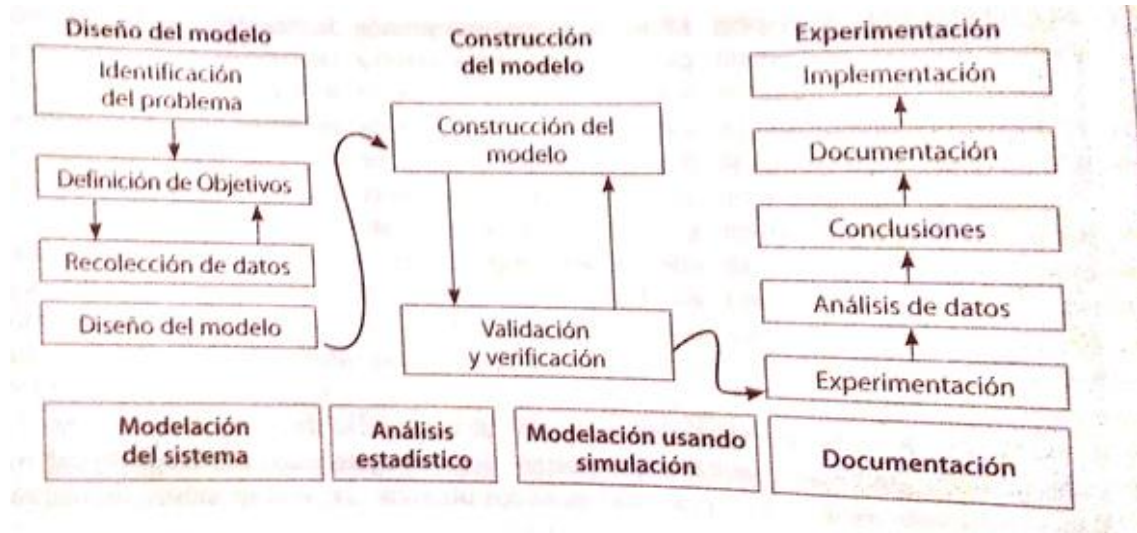 Diseño del modelo
Identificación
del problema
Definición de Objetivos
Recolección de datos
Diseño del modelo
Construcción
del modelo
Construcción del
modelo
Validación
y verificación
Experimentación
Implementación
Documentación
Conclusiones
Análisis de datos
Experimentación
Modelación
del sistema
Análisis
estadístico
Modelación usando
simulación
Documentación